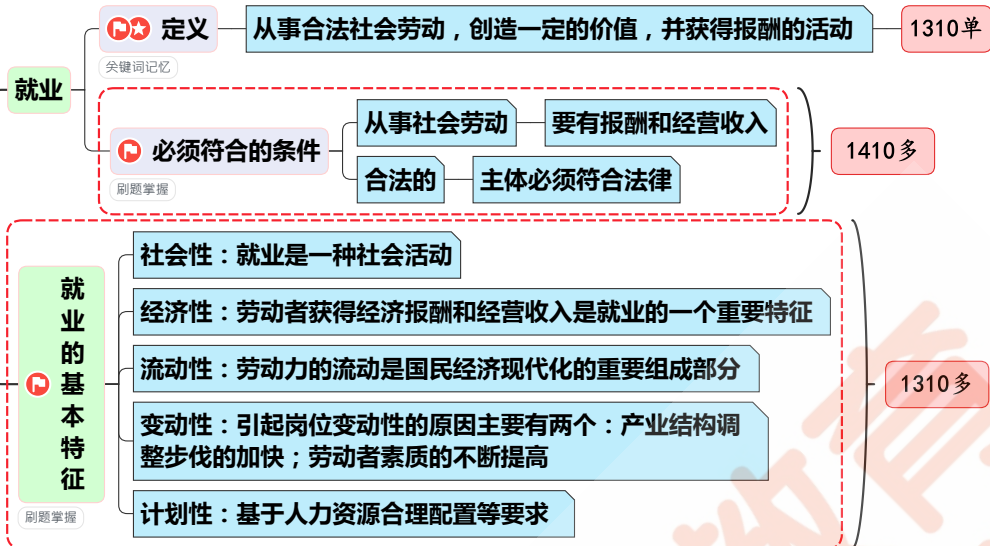 就业
定义
关键词记忆
从事合法社会劳动，创造一定的价值，并获得报酬的活动
1310单
必须符合的条件
刷题掌握
从事社会劳动
要有报酬和经营收入
合法的
主体必须符合法律
1410多
就业的基本特征
刷题掌握
社会性：就业是一种社会活动
经济性：劳动者获得经济报酬和经营收入是就业的一个重要特征
流动性：劳动力的流动是国民经济现代化的重要组成部分
变动性：引起岗位变动性的原因主要有两个：产业结构调
整步伐的加快；劳动者素质的不断提高
计划性：基于人力资源合理配置等要求
1310多
教育